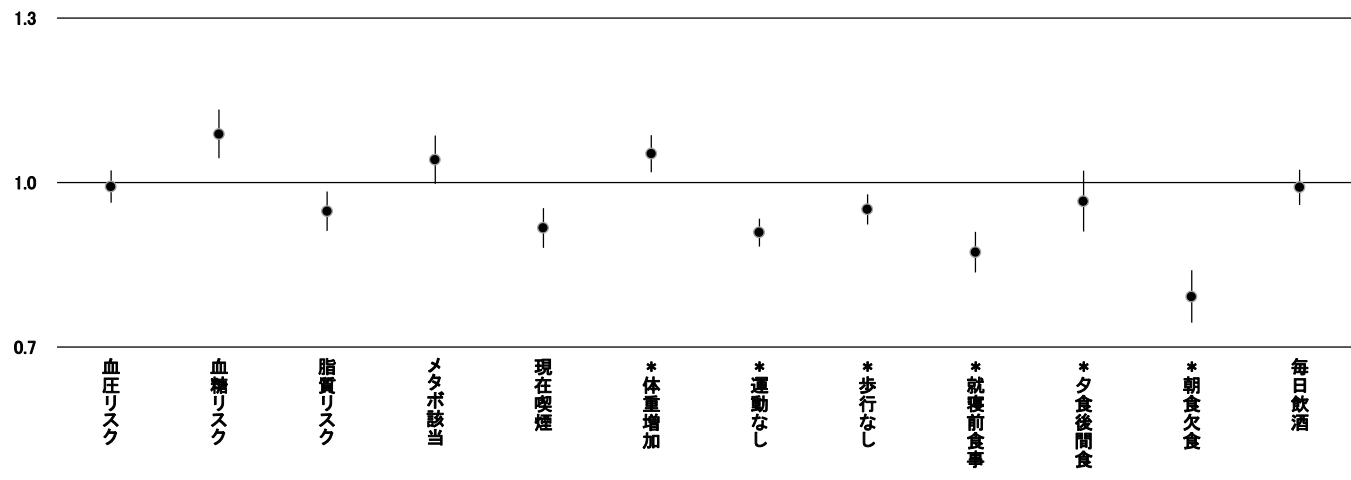 1.3
1.0
0.7
血圧リスク
血糖リスク
脂質リスク
メタボ該当
現在喫煙
*体重増加
*運動なし
*歩行なし
*就寝前食事
*夕食後間食
*朝食欠食
毎日飲酒